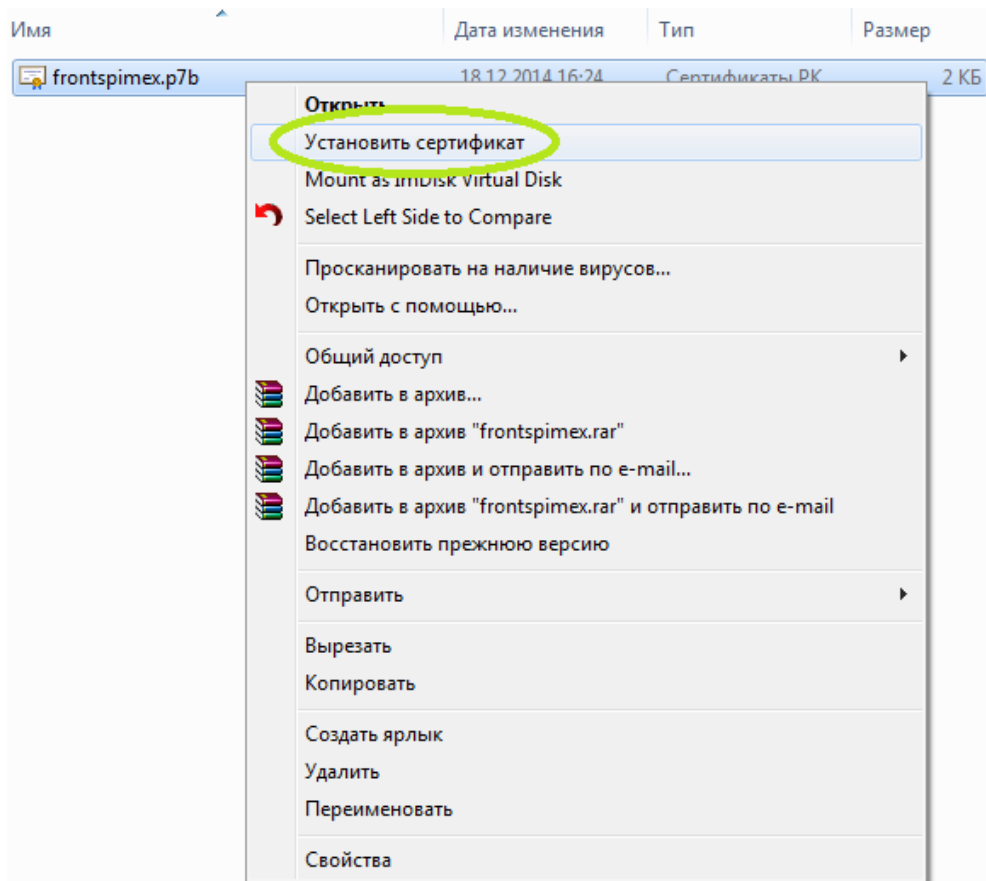 Имя Дата изменения Тип Размер
frontspimex.p7b 18.12.2014 16:24 Сертификаты РК 2 КБ
Открыть
Установить сертификат
Mount as ImDisk Virtual Disk
Select Left Side to Compare
Просканировать на наличие вирусов...
Открыть с помощью...
Общий доступ
Добавить в архив...
Добавить в архив "frontspimex.rar"
Добавить в архив и отправить по e-mail...
Добавить в архив "frontspimex.rar" и отправить по e-mail
Восстановить прежнюю версию
Отправить
Вырезать
Копировать
Создать ярлык
Удалить
Переименовать
Свойства